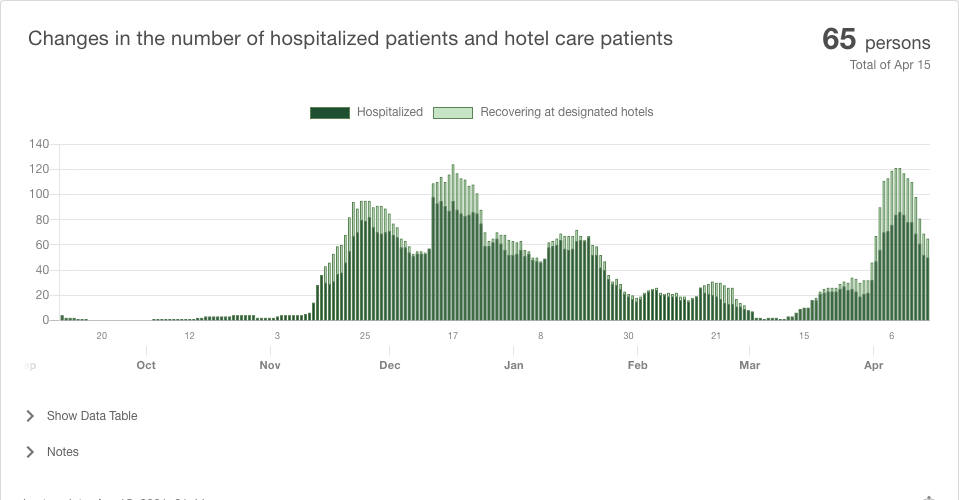 Changes in the number of hospitalized patients and hotel care patients
65 persons
Total of Apr 15
Hospitalized Recovering at designated hotels
140
120
100
80
60
40
20
0
20 12 3 25 17 8 30 21 15 6
ep Oct Nov Dec Jan Feb Mar Apr
Show Data Table
Notes